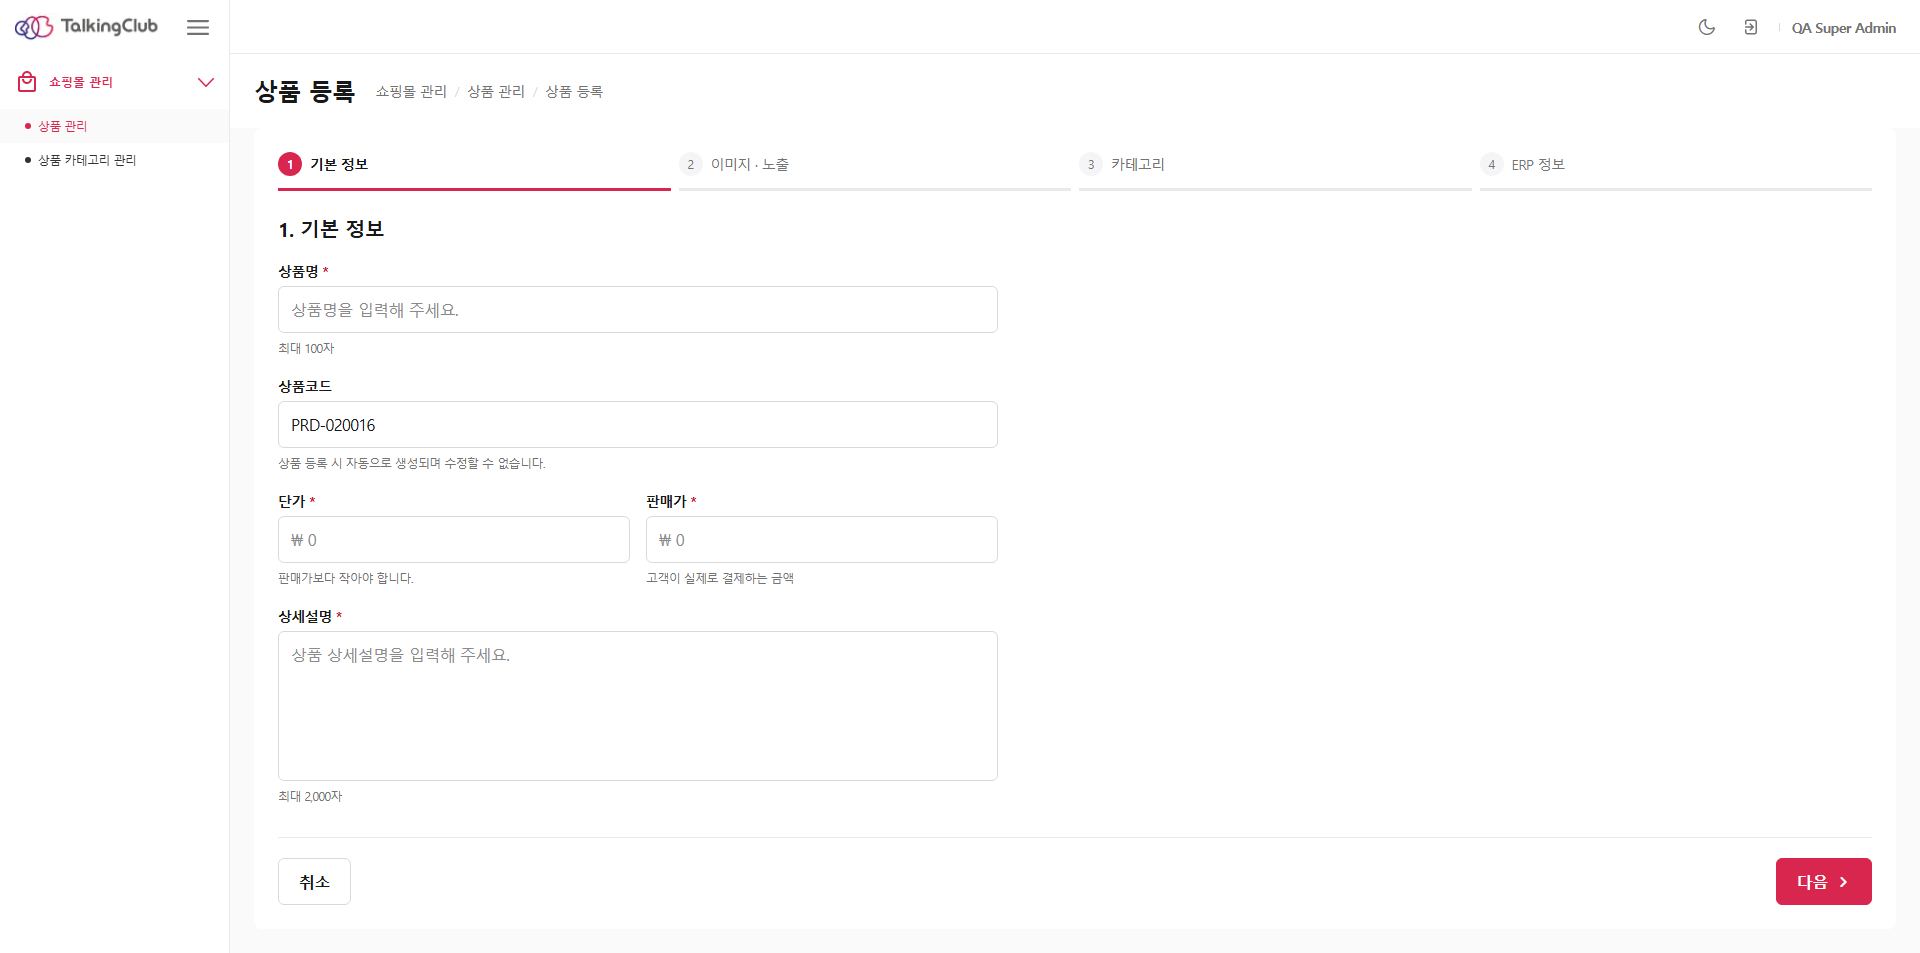 TalkingClub
QA Super Admin
쇼핑몰 관리
상품 관리
상품 카테고리 관리
상품 등록
쇼핑몰 관리 / 상품 관리 / 상품 등록
1 기본 정보
2 이미지 · 노출
3 카테고리
4 ERP 정보
1. 기본 정보
상품명 *
상품명을 입력해 주세요.
최대 100자
상품코드
PRD-020016
상품 등록 시 자동으로 생성되며 수정할 수 없습니다.
단가 *
판매가 *
₩ 0
₩ 0
판매가보다 작아야 합니다.
고객이 실제로 결제하는 금액
상세설명 *
상품 상세설명을 입력해 주세요.
최대 2,000자
취소
다음